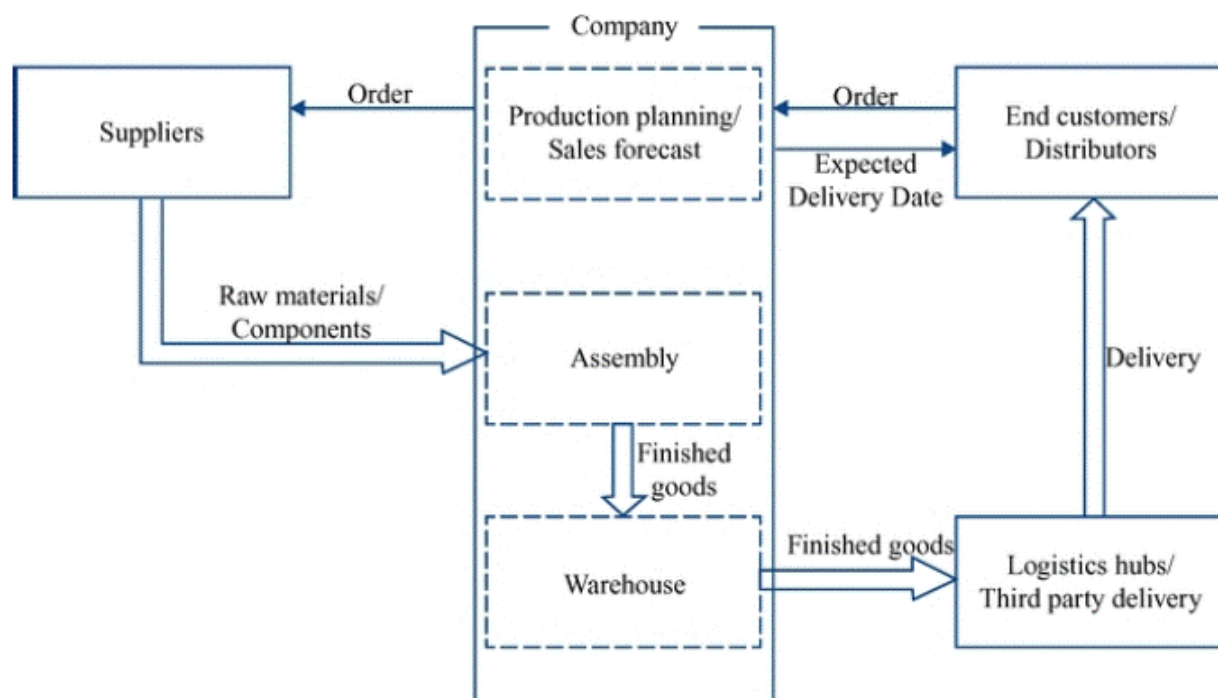 Company
Suppliers
Order
Production planning/
Sales forecast
Order
Expected
Delivery Date
End customers/
Distributors
Raw materials/
Components
Assembly
Delivery
Finished
goods
Warehouse
Finished goods
Logistics hubs/
Third party delivery